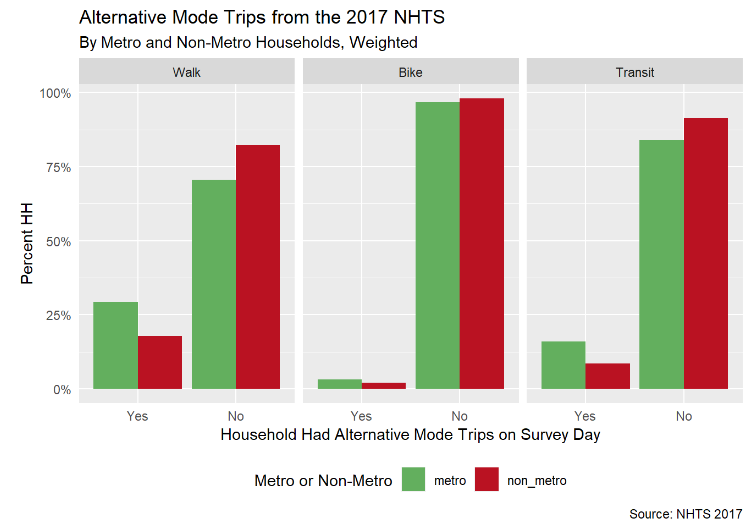 Alternative Mode Trips from the 2017 NHTS
By Metro and Non-Metro Households, Weighted
Walk Bike Transit
100%
75%
50%
25%
0%
Percent HH
Yes No Yes No Yes No
Household Had Alternative Mode Trips on Survey Day
Metro or Non-Metro metro non_metro
Source: NHTS 2017